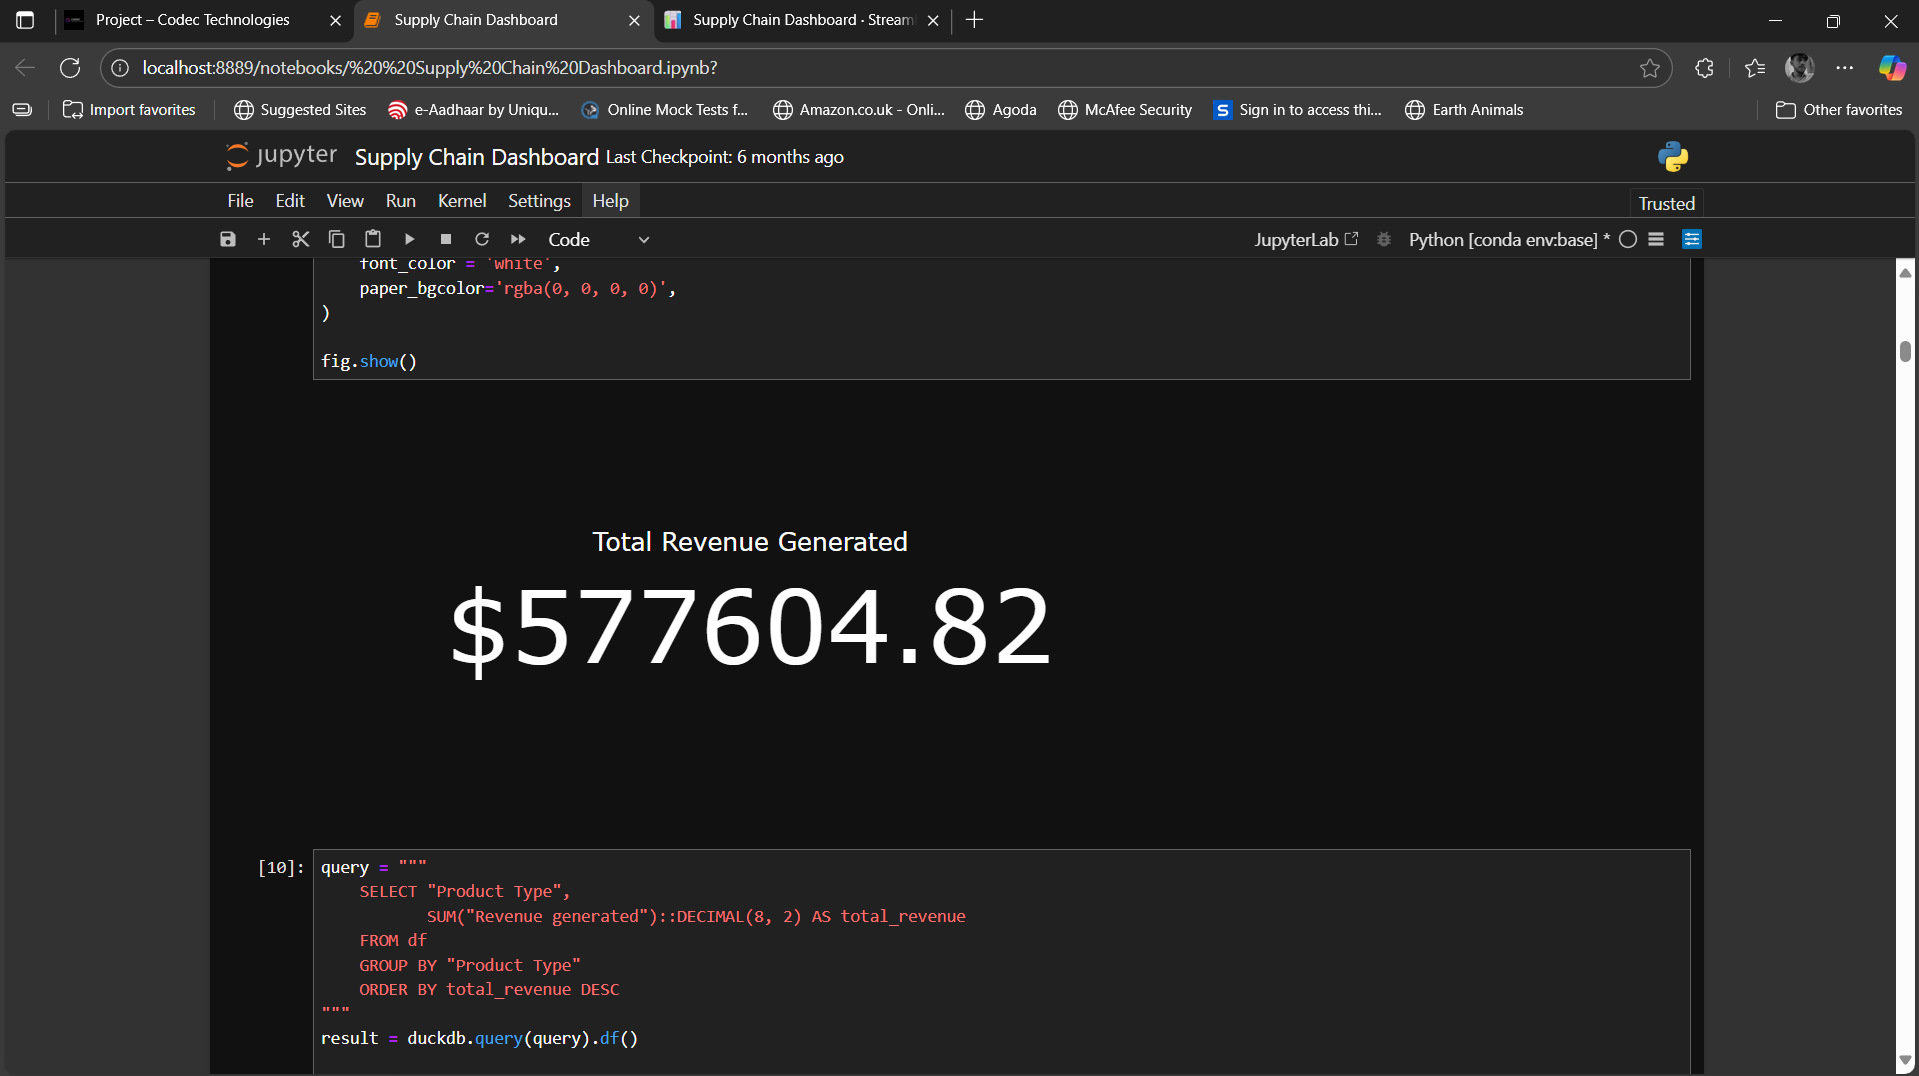 Project – Codec Technologies
Supply Chain Dashboard
Supply Chain Dashboard · Stream
localhost:8889/notebooks/%20%20Supply%20Chain%20Dashboard.ipynb?
Import favorites
Suggested Sites
e-Aadhaar by Uniqu...
Online Mock Tests f...
Amazon.co.uk - Onli...
Agoda
McAfee Security
S Sign in to access thi...
Earth Animals
Other favorites
jupyter Supply Chain Dashboard Last Checkpoint: 6 months ago
File Edit View Run Kernel Settings Help
Trusted
Code
JupyterLab
Python [conda env:base] *
font_color = 'white',
paper_bgcolor='rgba(0, 0, 0, 0)',
)
fig.show()
Total Revenue Generated
$577604.82
[10]: query = """
SELECT "Product Type",
SUM("Revenue generated")::DECIMAL(8, 2) AS total_revenue
FROM df
GROUP BY "Product Type"
ORDER BY total_revenue DESC
"""
result = duckdb.query(query).df()